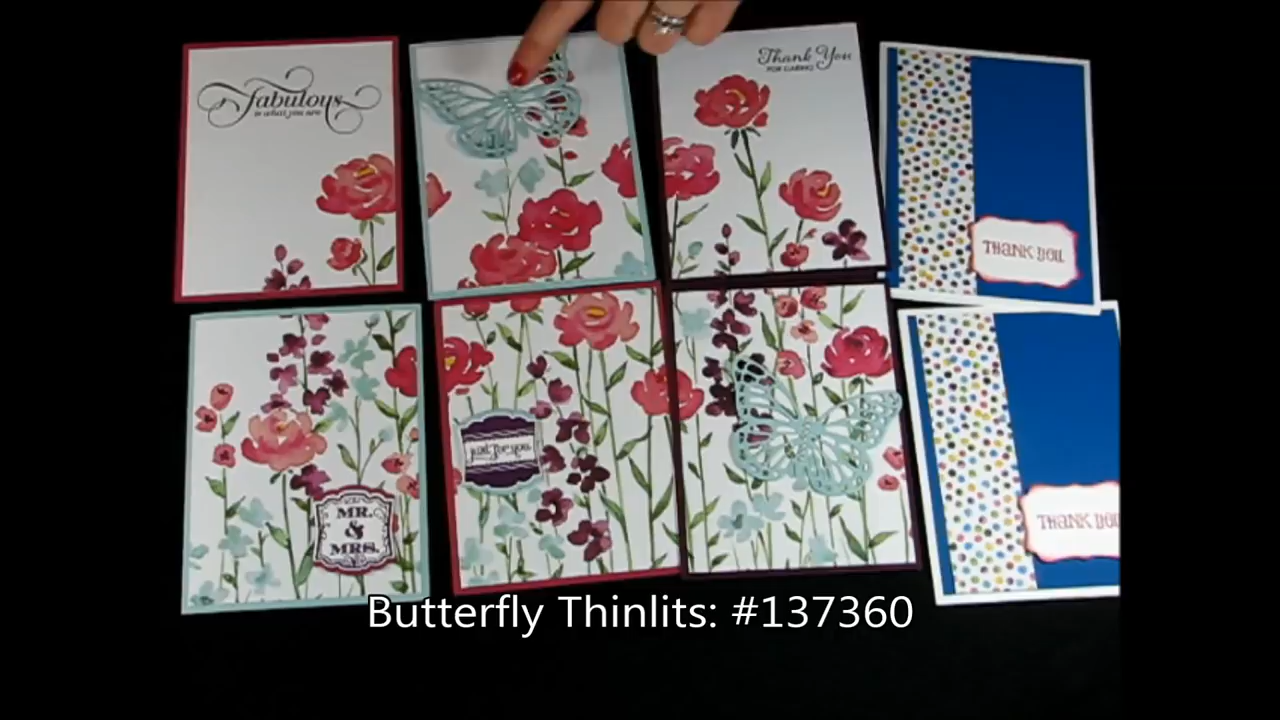 fabulous
is what you are
Thank You
FOR CARING
THANK YOU
MR.
&
MRS.
just for you
THANK YOU
Butterfly Thinlits: #137360